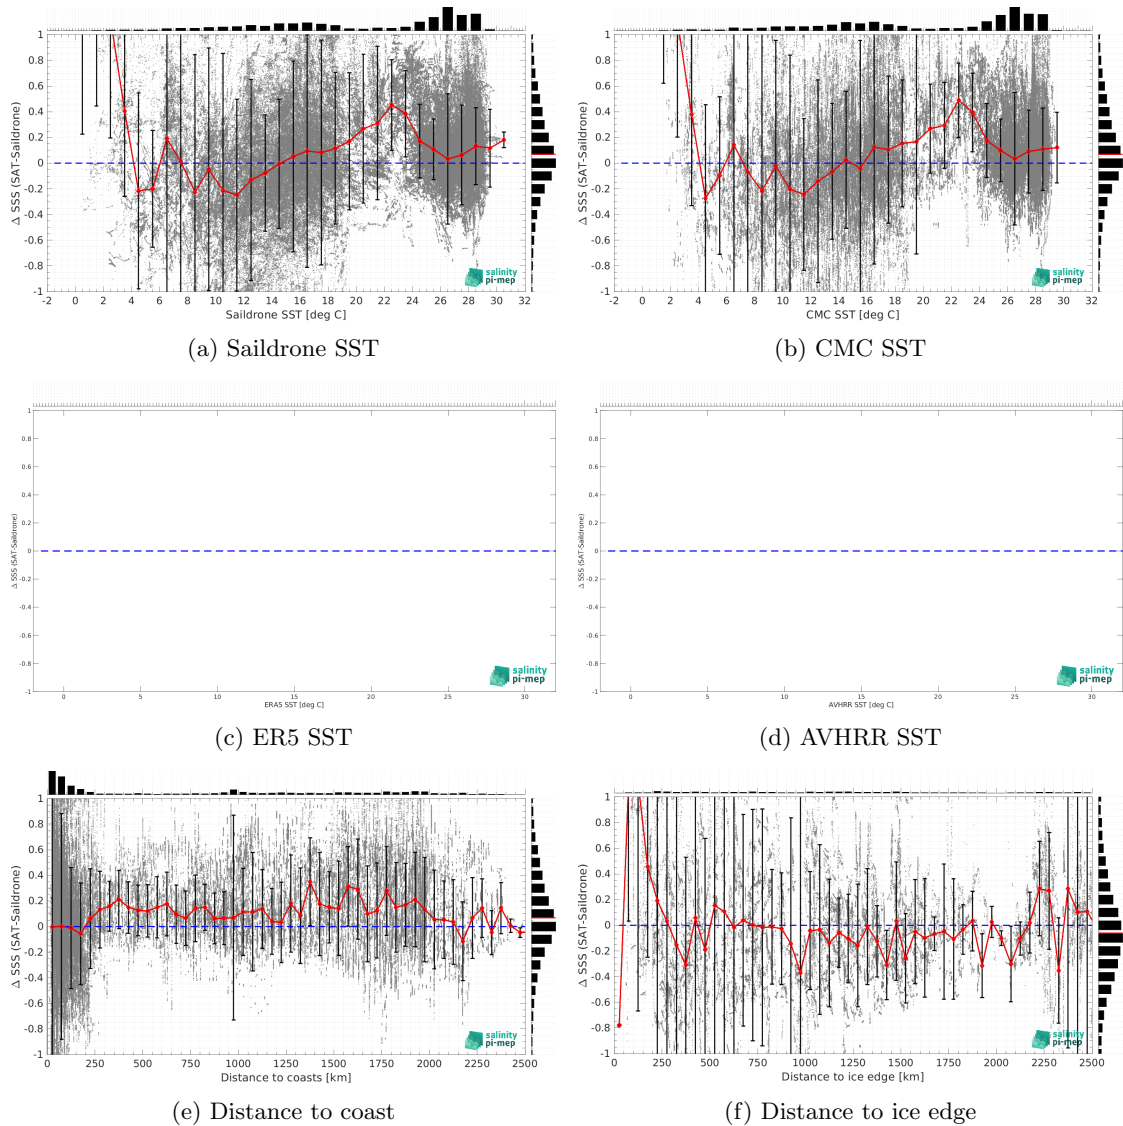 Δ SSS (SAT-Saildrone)
1
0.8
0.6
0.4
0.2
0
-0.2
-0.4
-0.6
-0.8
-1
salinity
pi-mep
-2 0 2 4 6 8 10 12 14 16 18 20 22 24 26 28 30 32
Saildrone SST [deg C]
(a) Saildrone SST
Δ SSS (SAT-Saildrone)
1
0.8
0.6
0.4
0.2
0
-0.2
-0.4
-0.6
-0.8
-1
salinity
pi-mep
-2 0 2 4 6 8 10 12 14 16 18 20 22 24 26 28 30 32
CMC SST [deg C]
(b) CMC SST
Δ SSS (SAT-Saildrone)
1
0.8
0.6
0.4
0.2
0
-0.2
-0.4
-0.6
-0.8
-1
salinity
pi-mep
0 5 10 15 20 25 30
ERA5 SST [deg C]
(c) ER5 SST
Δ SSS (SAT-Saildrone)
1
0.8
0.6
0.4
0.2
0
-0.2
-0.4
-0.6
-0.8
-1
salinity
pi-mep
0 5 10 15 20 25 30
AVHRR SST [deg C]
(d) AVHRR SST
Δ SSS (SAT-Saildrone)
1
0.8
0.6
0.4
0.2
0
-0.2
-0.4
-0.6
-0.8
-1
salinity
pi-mep
0 250 500 750 1000 1250 1500 1750 2000 2250 2500
Distance to coasts [km]
(e) Distance to coast
Δ SSS (SAT-Saildrone)
1
0.8
0.6
0.4
0.2
0
-0.2
-0.4
-0.6
-0.8
-1
salinity
pi-mep
0 250 500 750 1000 1250 1500 1750 2000 2250 2500
Distance to ice edge [km]
(f) Distance to ice edge